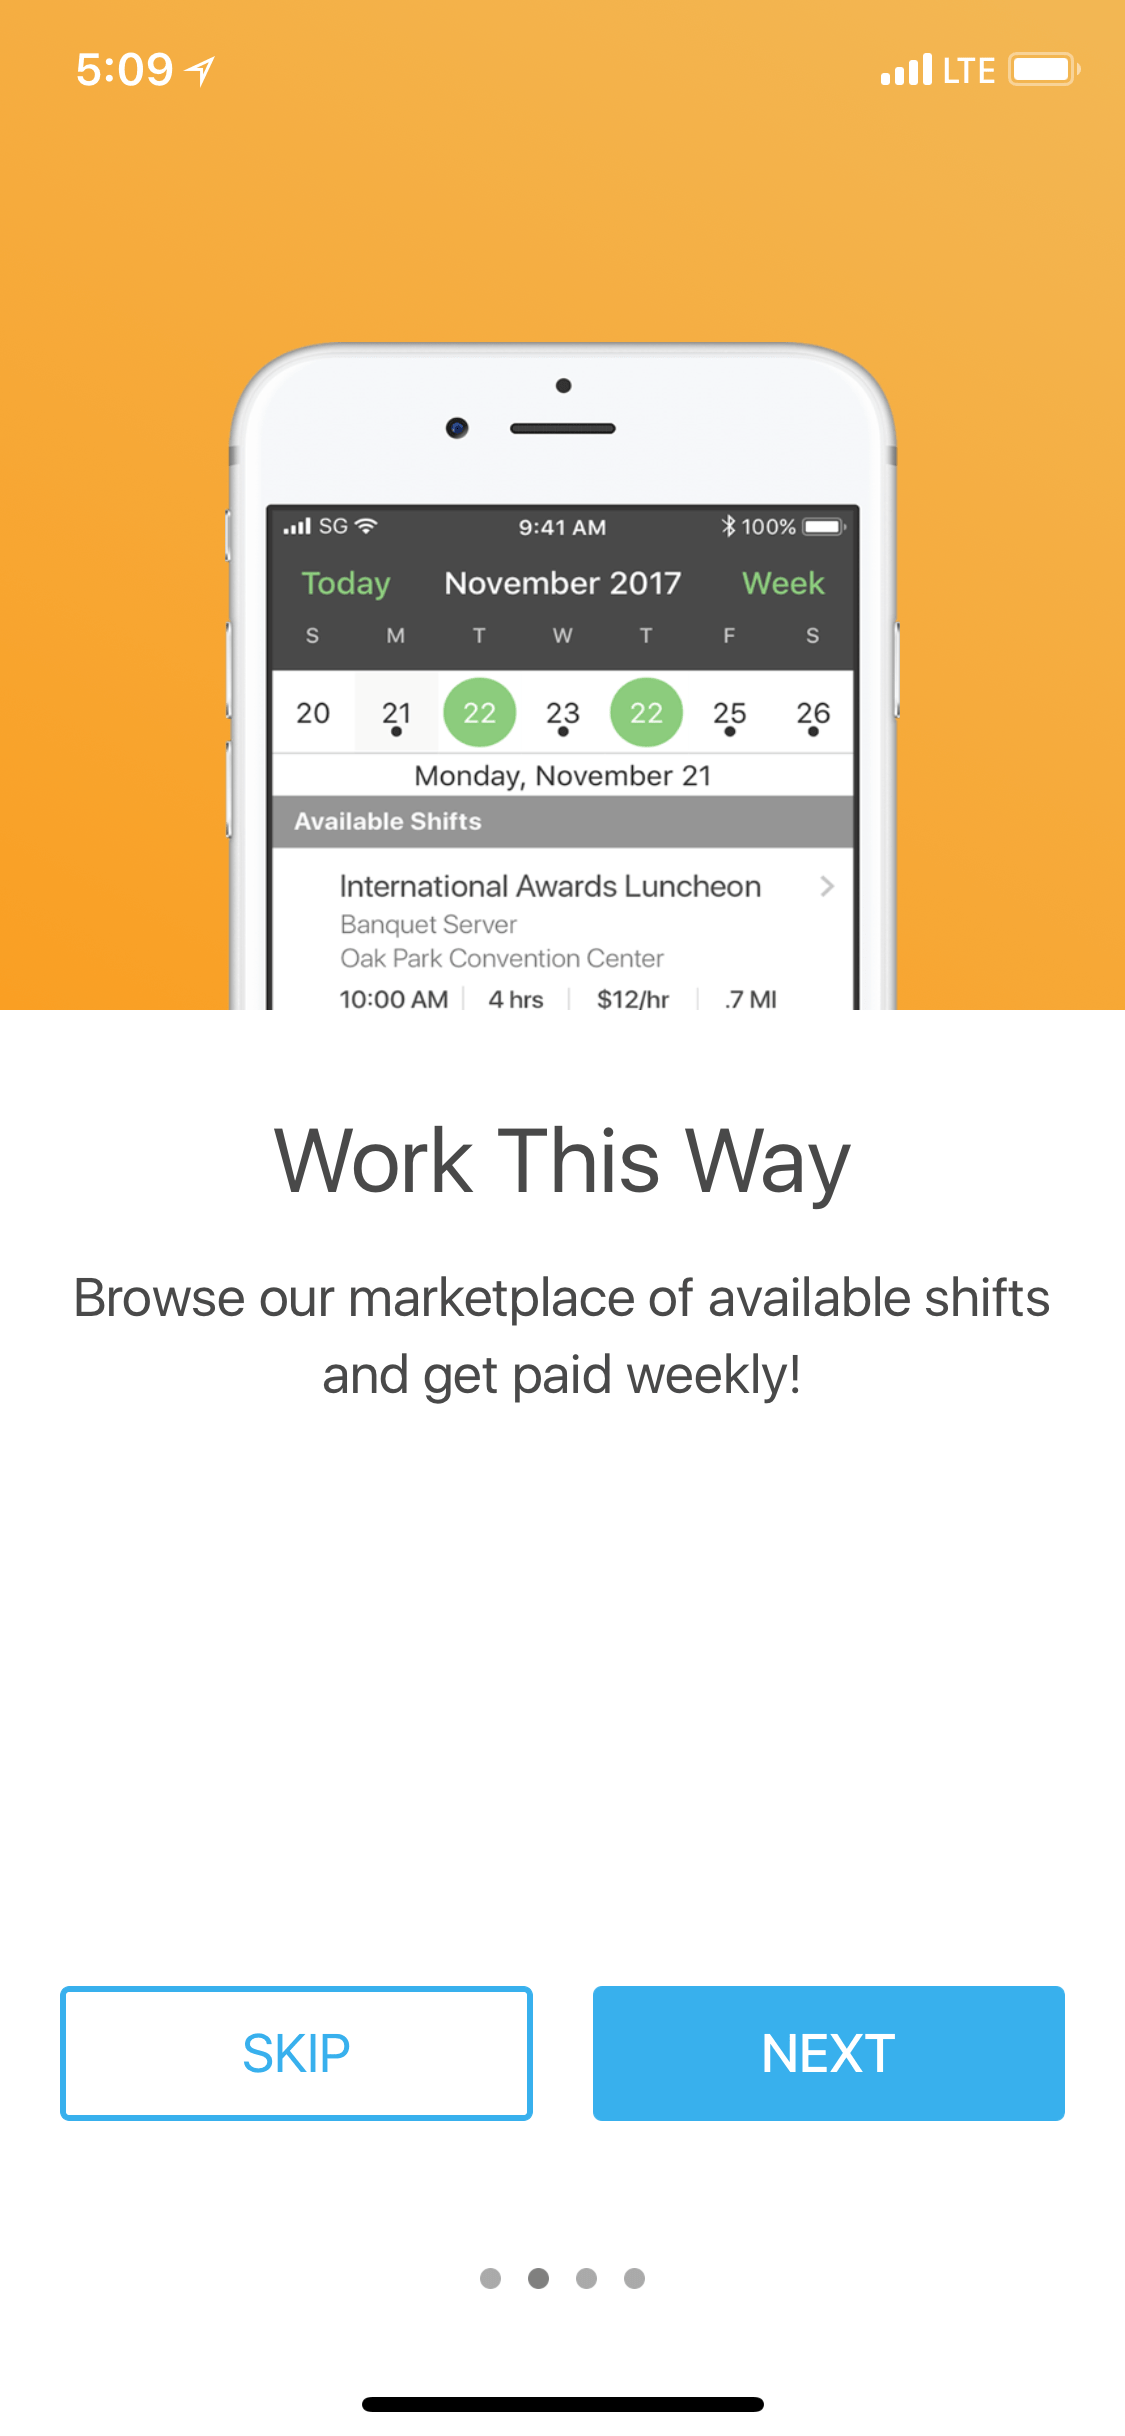 5:09 LTE
SG 9:41 AM 100%
Today November 2017 Week
S M T W T F S
20 21 22 23 22 25 26
Monday, November 21
Available Shifts
International Awards Luncheon
Banquet Server
Oak Park Convention Center
10:00 AM 4 hrs $12/hr .7 MI
Work This Way
Browse our marketplace of available shifts
and get paid weekly!
SKIP NEXT